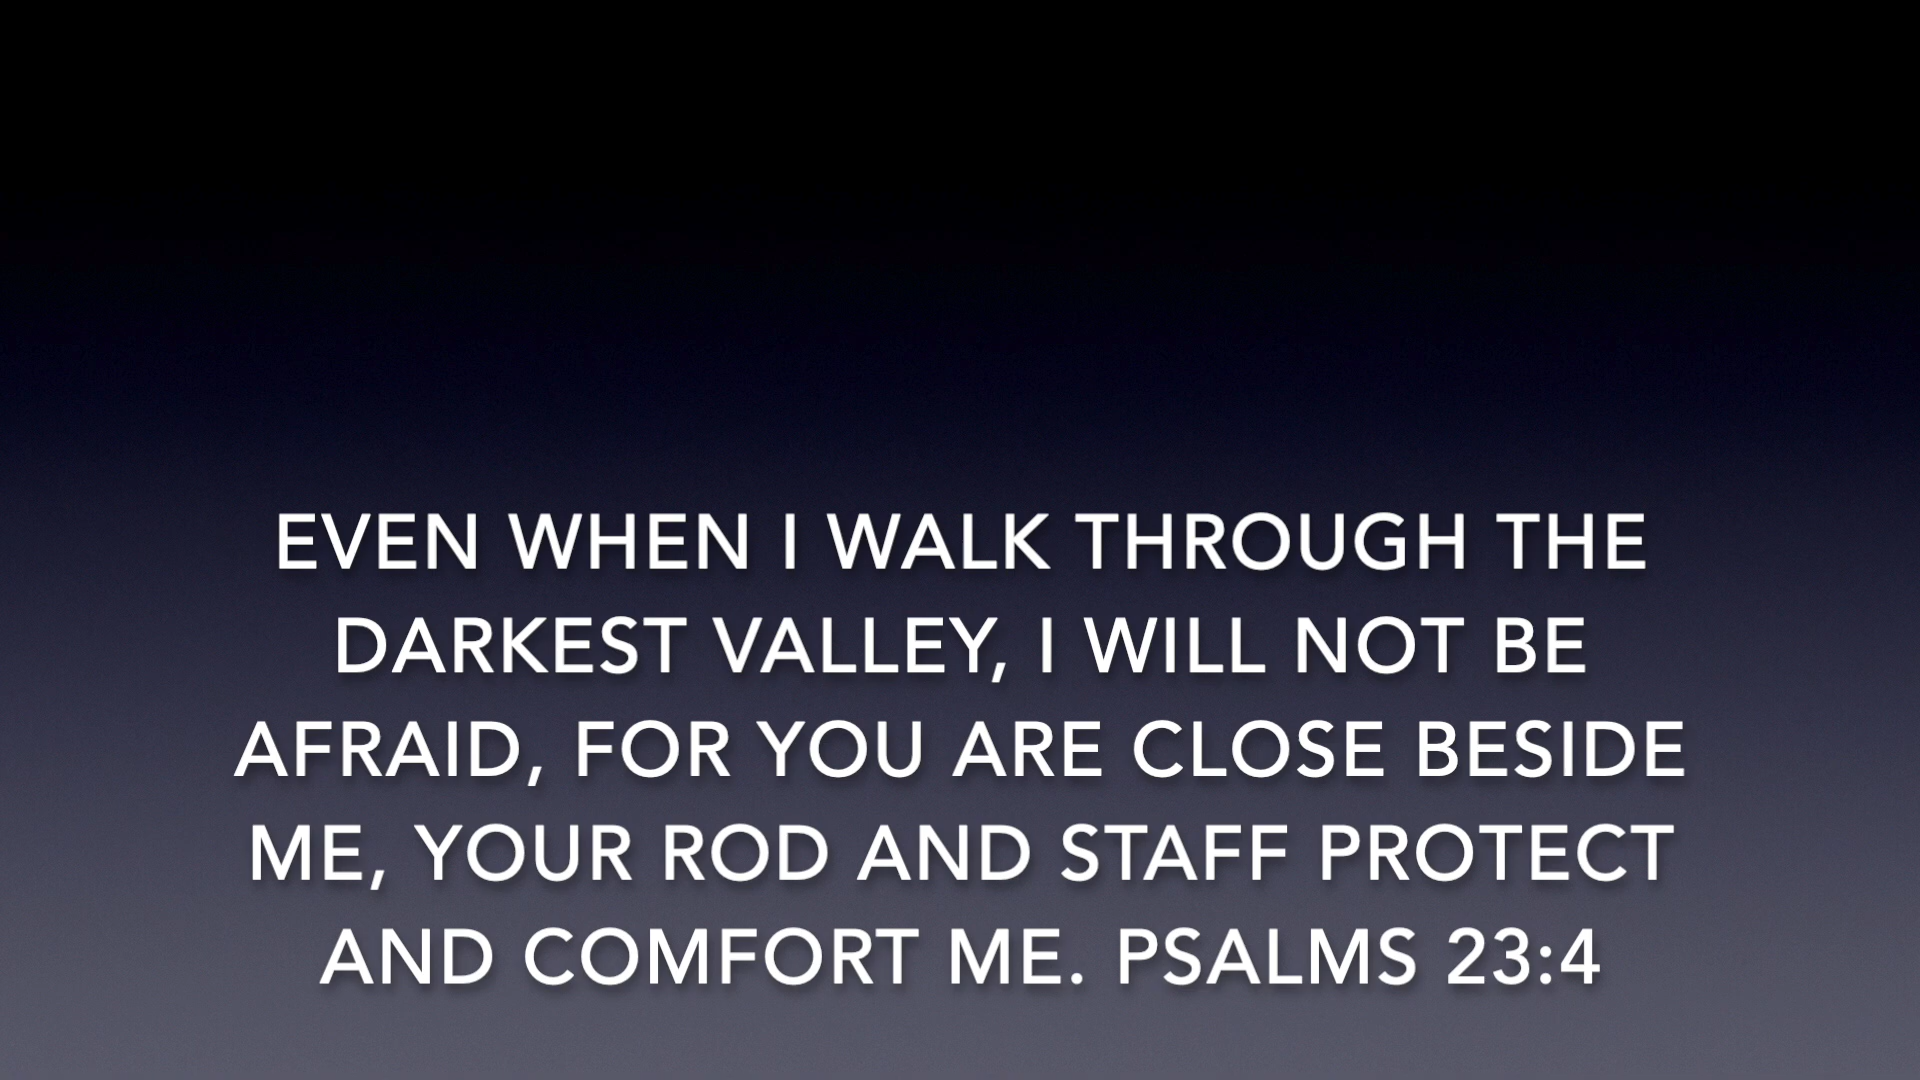 EVEN WHEN I WALK THROUGH THE
DARKEST VALLEY, I WILL NOT BE
AFRAID, FOR YOU ARE CLOSE BESIDE
ME, YOUR ROD AND STAFF PROTECT
AND COMFORT ME. PSALMS 23:4